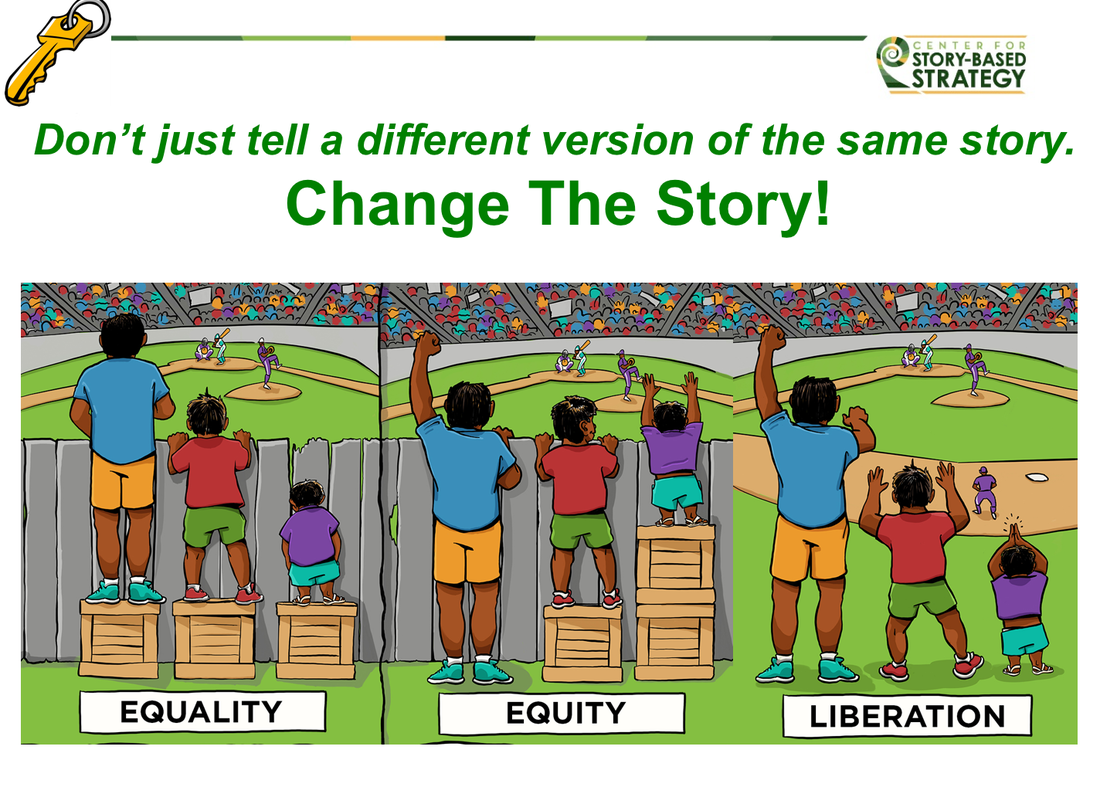 CENTER FOR
STORY-BASED
STRATEGY
Don't just tell a different version of the same story.
Change The Story!
EQUALITY
EQUITY
LIBERATION